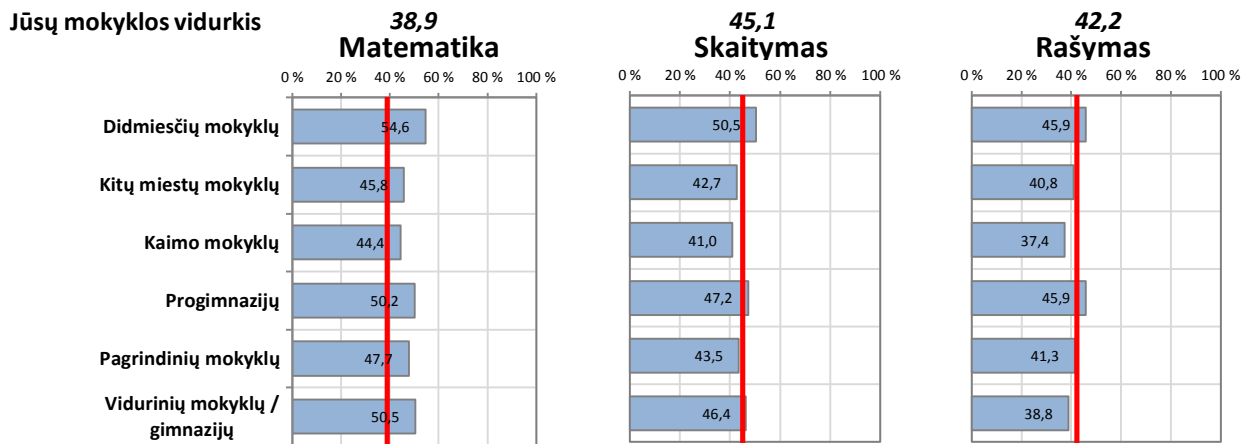 Jūsų mokyklos vidurkis 38,9 45,1 42,2
Matematika Skaitymas Rašymas
0 % 20 % 40 % 60 % 80 % 100 % 0 % 20 % 40 % 60 % 80 % 100 % 0 % 20 % 40 % 60 % 80 % 100 %
Didmiesčių mokyklų 54,6 50,5 45,9
Kitų miestų mokyklų 45,8 42,7 40,8
Kaimo mokyklų 44,4 41,0 37,4
Progimnazijų 50,2 47,2 45,9
Pagrindinių mokyklų 47,7 43,5 41,3
Vidurinių mokyklų /
gimnazijų 50,5 46,4 38,8